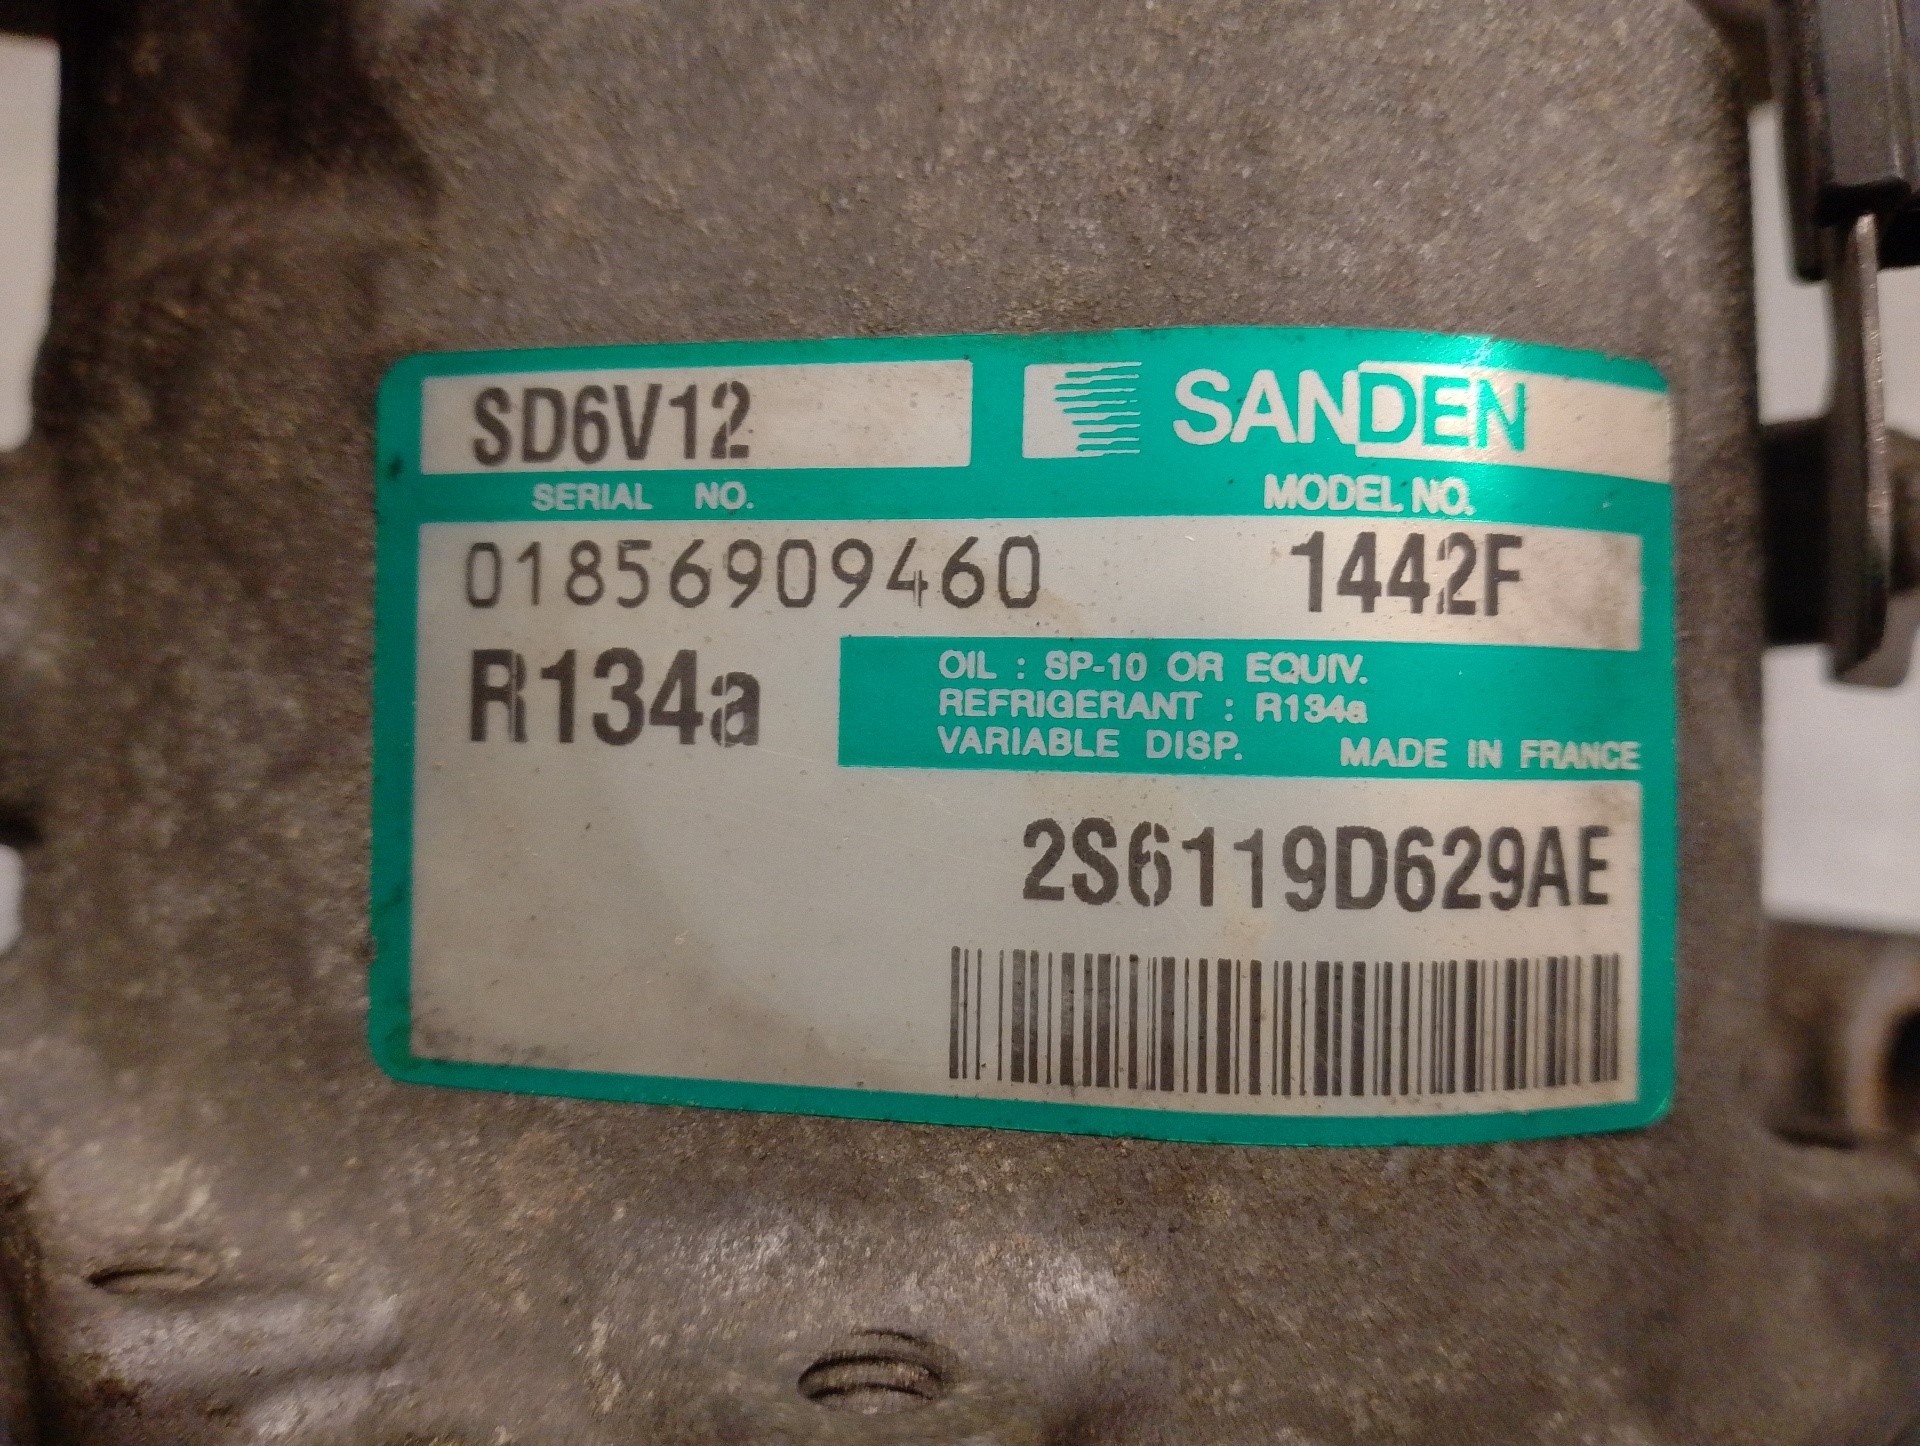 SD6V12 SANDEN
SERIAL NO. MODEL NO.
01856909460 1442F
R134a
OIL : SP-10 OR EQUIV.
REFRIGERANT : R134a
VARIABLE DISP. MADE IN FRANCE
2S6119D629AE